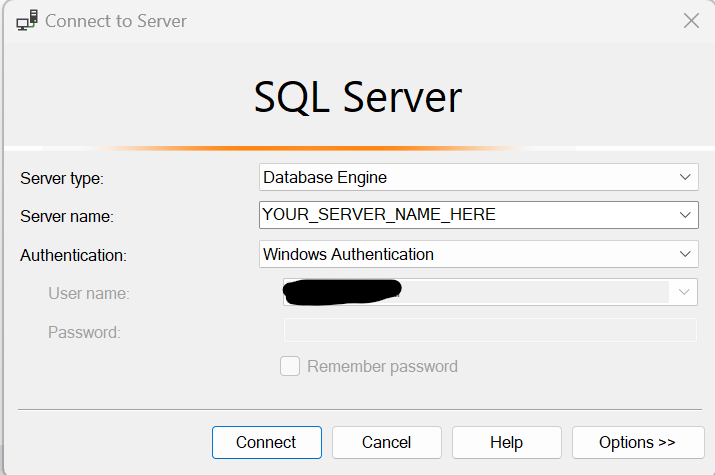 Connect to Server
SQL Server
Server type: Database Engine
Server name: YOUR_SERVER_NAME_HERE
Authentication: Windows Authentication
User name:
Password:
Remember password
Connect Cancel Help Options >>